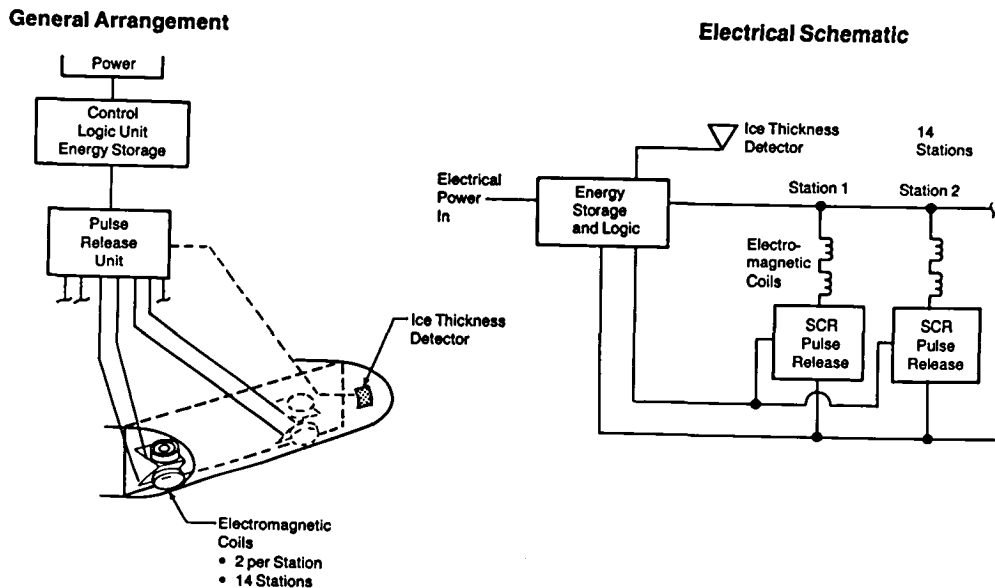 General Arrangement
Power
Control
Logic Unit
Energy Storage
Pulse
Release
Unit
Ice Thickness
Detector
Electromagnetic
Coils
• 2 per Station
• 14 Stations
Electrical Schematic
Ice Thickness
Detector
14
Stations
Electrical
Power
In
Energy
Storage
and Logic
Station 1
Station 2
Electro-
magnetic
Coils
SCR
Pulse
Release
SCR
Pulse
Release